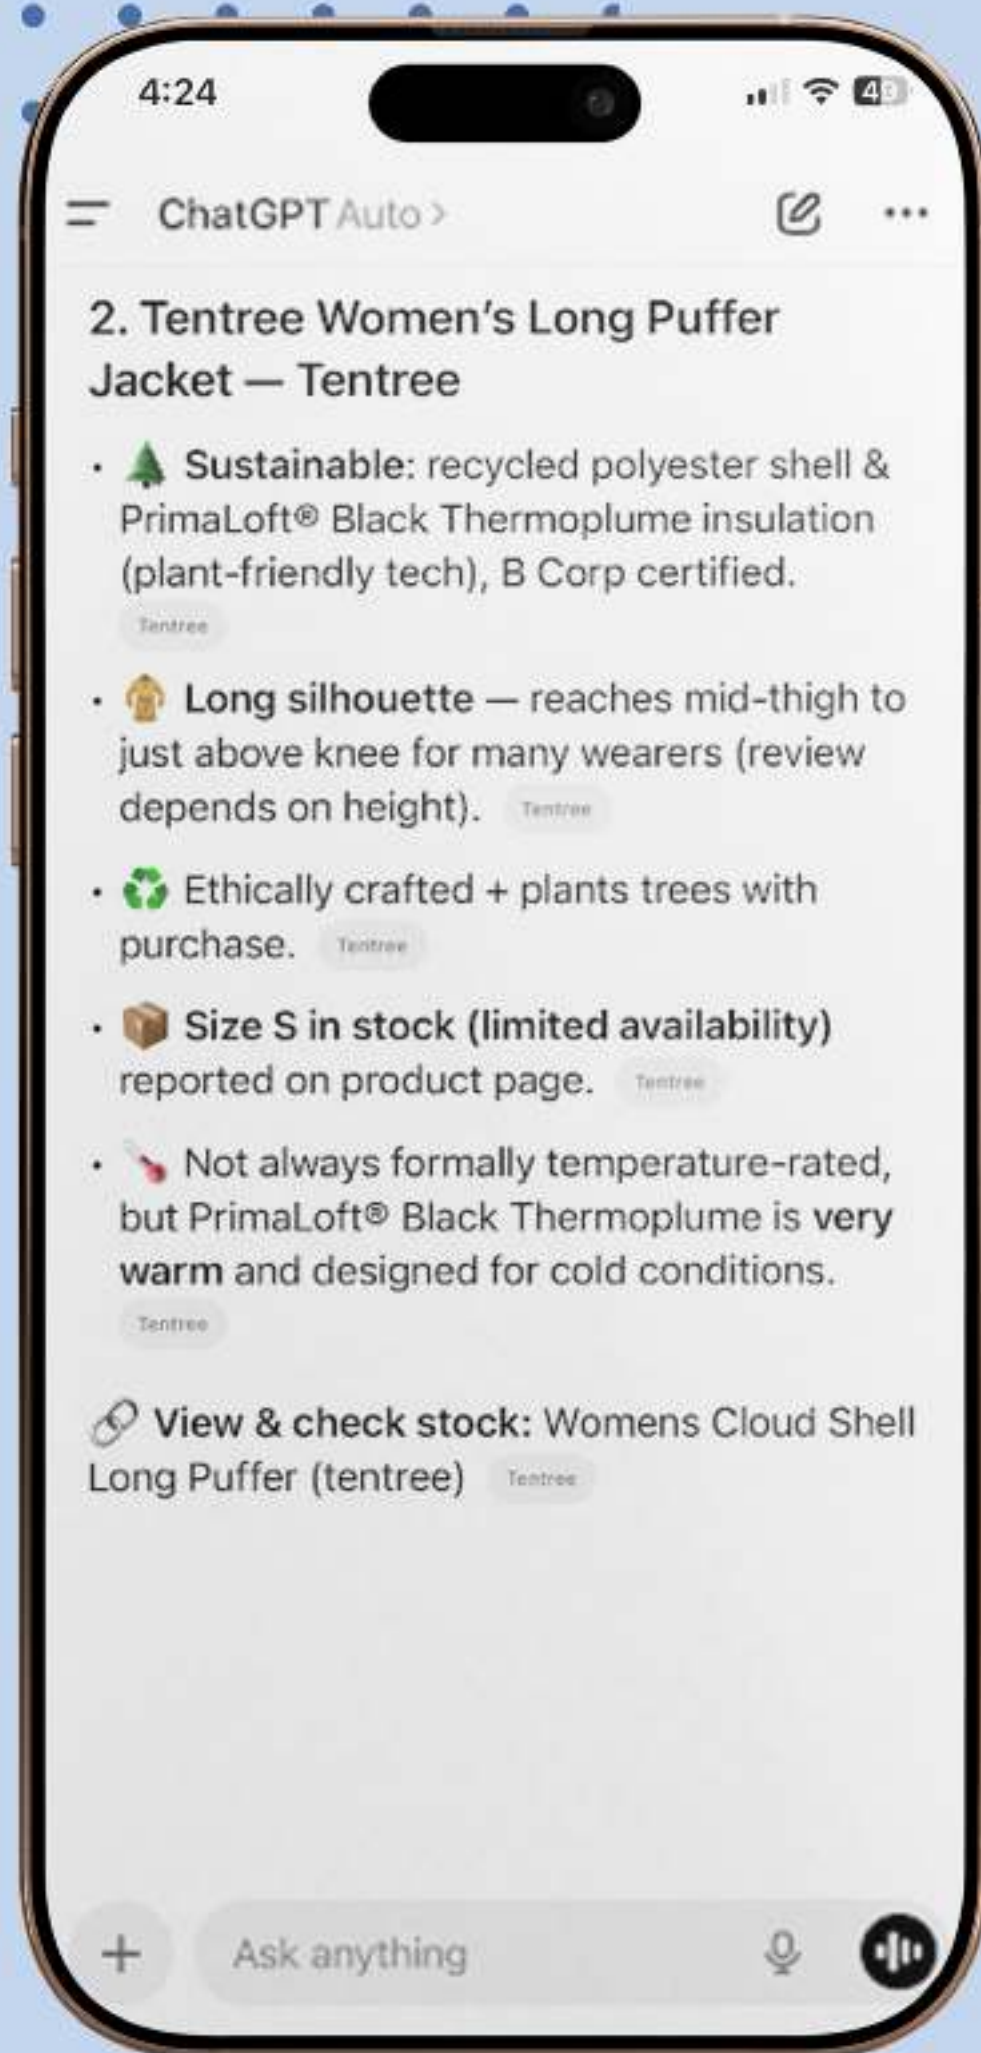 4:24
ChatGPT Auto >
2. Tentree Women's Long Puffer
Jacket — Tentree
• 🌲 Sustainable: recycled polyester shell &
PrimaLoft® Black Thermoplume insulation
(plant-friendly tech), B Corp certified.
Tentree
• 🧥 Long silhouette — reaches mid-thigh to
just above knee for many wearers (review
depends on height). Tentree
• ♻️ Ethically crafted + plants trees with
purchase. Tentree
• 📦 Size S in stock (limited availability)
reported on product page. Tentree
• 🌡️ Not always formally temperature-rated,
but PrimaLoft® Black Thermoplume is very
warm and designed for cold conditions.
Tentree
🔗 View & check stock: Womens Cloud Shell
Long Puffer (tentree) Tentree
Ask anything